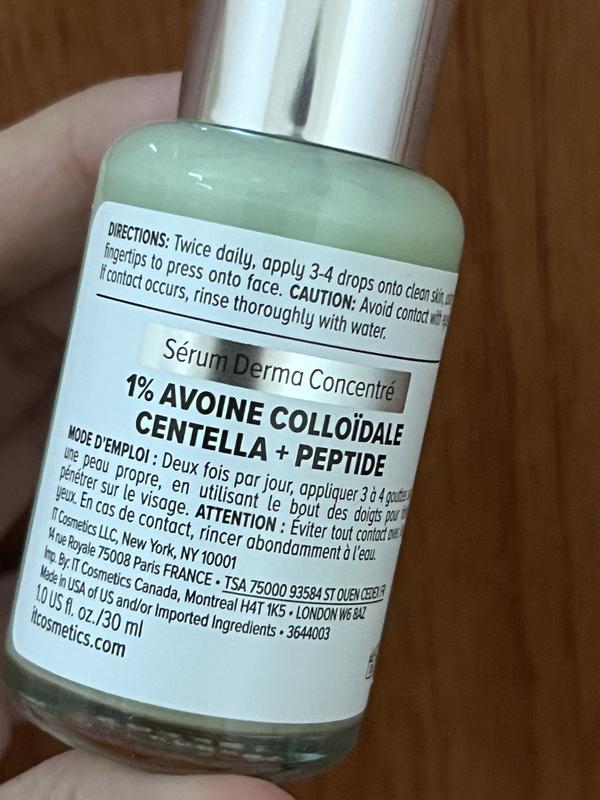 DIRECTIONS: Twice daily, apply 3-4 drops onto clean skin,
fingertips to press onto face. CAUTION: Avoid contact with
If contact occurs, rinse thoroughly with water.
Sérum Derma Concentré
1% AVOINE COLLOÏDALE
CENTELLA + PEPTIDE
MODE D'EMPLOI : Deux fois par jour, appliquer 3 à 4 gouttes
une peau propre, en utilisant le bout des doigts pour
pénétrer sur le visage. ATTENTION : Éviter tout contact avec
yeux. En cas de contact, rincer abondamment à l'eau.
IT Cosmetics LLC, New York, NY 10001
14 rue Royale 75008 Paris FRANCE • TSA 75000 93584 ST OUEN CEDEX FR
Imp. By: IT Cosmetics Canada, Montreal H4T 1K5 • LONDON W6 8AZ
Made in USA of US and/or Imported Ingredients • 3644003
1.0 US fl. oz./30 ml
itcosmetics.com